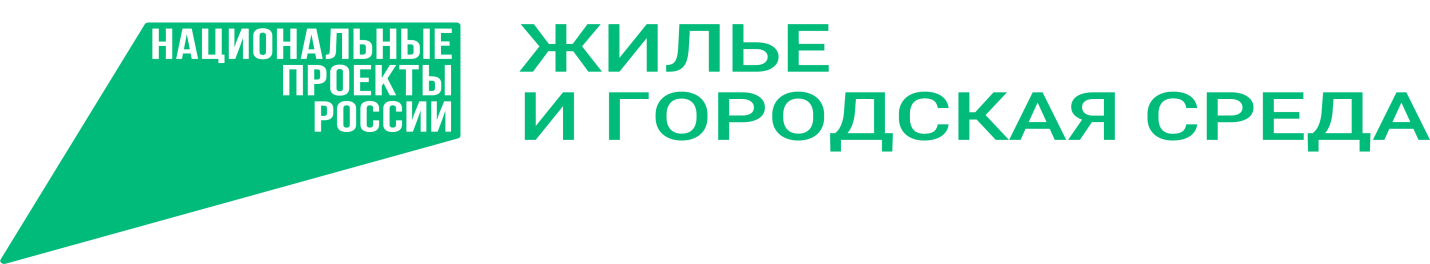 НАЦИОНАЛЬНЫЕ
ПРОЕКТЫ
РОССИИ
ЖИЛЬЕ
И ГОРОДСКАЯ СРЕДА